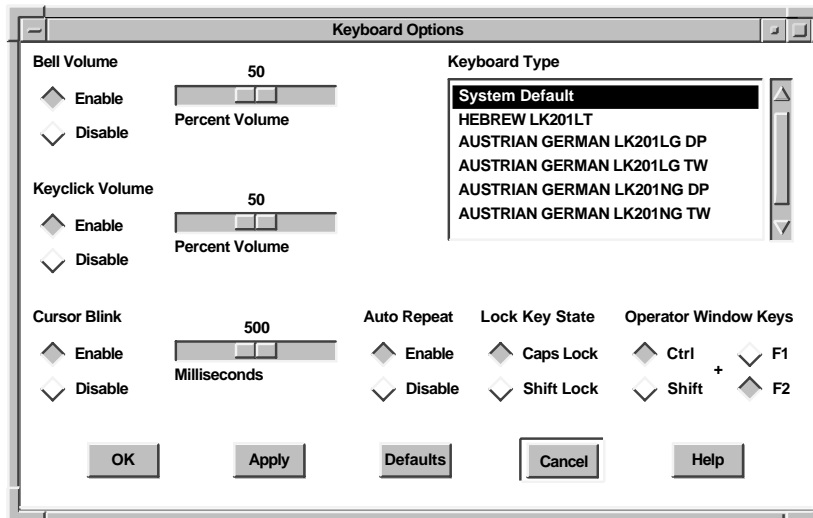 Keyboard Options
Bell Volume
50
Enable
Disable
Percent Volume
Keyboard Type
System Default
HEBREW LK201LT
AUSTRIAN GERMAN LK201LG DP
AUSTRIAN GERMAN LK201LG TW
AUSTRIAN GERMAN LK201NG DP
AUSTRIAN GERMAN LK201NG TW
Keyclick Volume
50
Enable
Disable
Percent Volume
Cursor Blink
500
Enable
Disable
Milliseconds
Auto Repeat
Enable
Disable
Lock Key State
Caps Lock
Shift Lock
Operator Window Keys
Ctrl
Shift
+
F1
F2
OK
Apply
Defaults
Cancel
Help